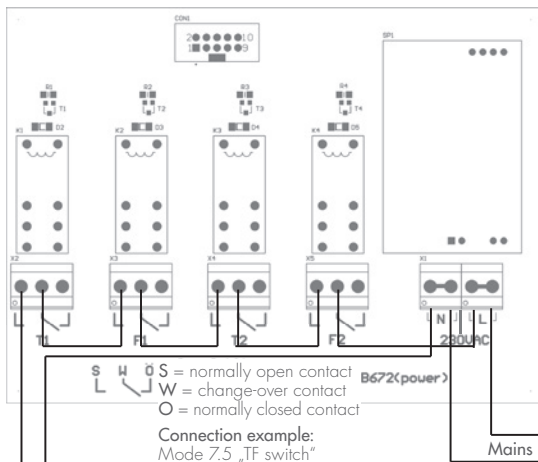 CON1
2 10
1 9
SP1
R1 R2 R3 R4
T1 T2 T3 T4
K1 D2 K2 D3 K3 D4 K4 D5
X2 X3 X4 X5 X1
N L
T1 F1 T2 F2 230VAC
S W Ö
S = normally open contact
W = change-over contact
O = normally closed contact
B672(power)
Connection example:
Mode 7.5 „TF switch“
Mains